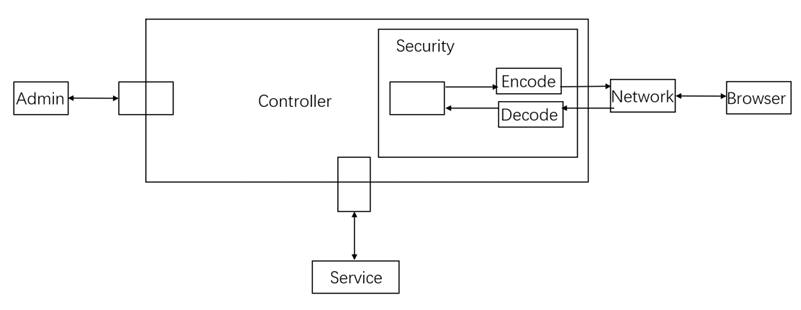 Security
Encode
Admin
Controller
Network
Browser
Decode
Service